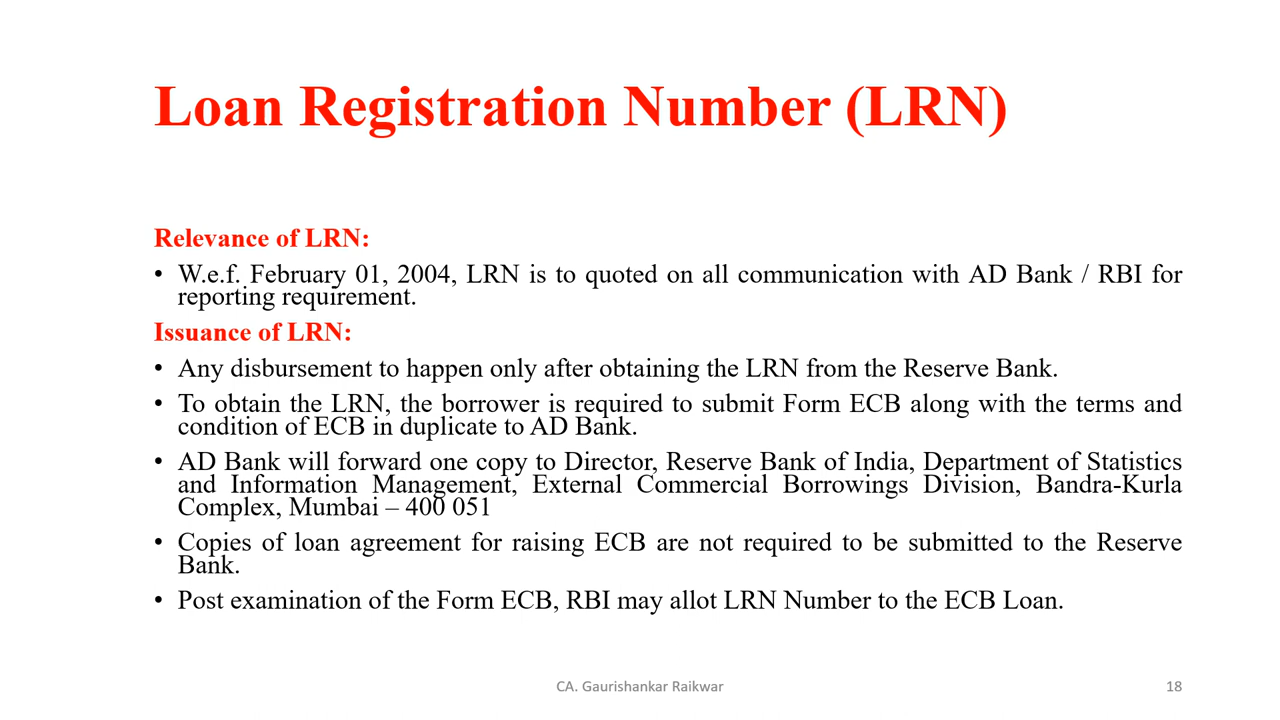 Loan Registration Number (LRN)
Relevance of LRN:
• W.e.f. February 01, 2004, LRN is to quoted on all communication with AD Bank / RBI for
reporting requirement.
Issuance of LRN:
• Any disbursement to happen only after obtaining the LRN from the Reserve Bank.
• To obtain the LRN, the borrower is required to submit Form ECB along with the terms and
condition of ECB in duplicate to AD Bank.
• AD Bank will forward one copy to Director, Reserve Bank of India, Department of Statistics
and Information Management, External Commercial Borrowings Division, Bandra-Kurla
Complex, Mumbai – 400 051
• Copies of loan agreement for raising ECB are not required to be submitted to the Reserve
Bank.
• Post examination of the Form ECB, RBI may allot LRN Number to the ECB Loan.
CA. Gaurishankar Raikwar
18